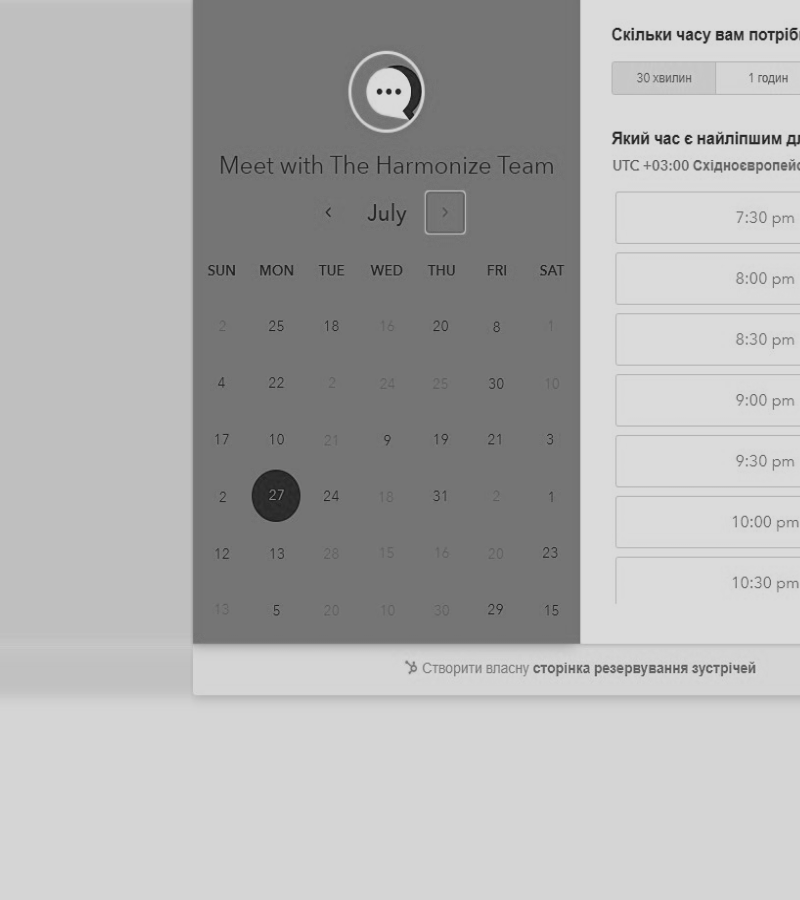 Meet with The Harmonize Team
July
SUN MON TUE WED THU FRI SAT
2 25 18 16 20 8 1
4 22 2 24 25 30 10
17 10 21 9 19 21 3
2 27 24 18 31 2 1
12 13 28 15 16 20 23
13 5 20 10 30 29 15
Скільки часу вам потріб
30 хвилин 1 годин
Який час є найліпшим дл
UTC +03:00 Східноєвропейс
7:30 pm
8:00 pm
8:30 pm
9:00 pm
9:30 pm
10:00 pm
10:30 pm
Створити власну сторінка резервування зустрічей